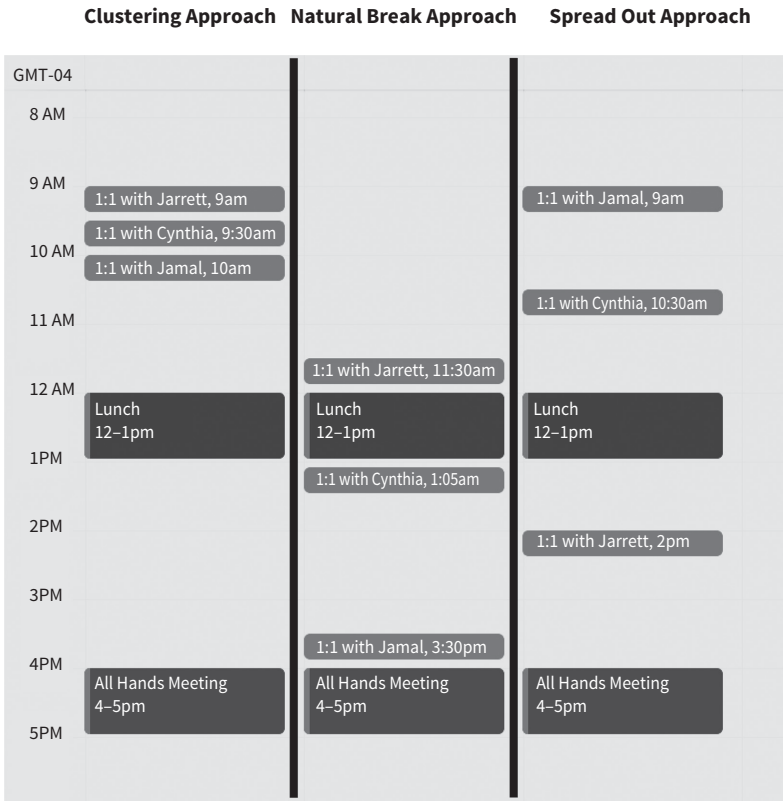 Clustering Approach Natural Break Approach Spread Out Approach
GMT-04
8 AM
9 AM
1:1 with Jarrett, 9am
1:1 with Jamal, 9am
1:1 with Cynthia, 9:30am
10 AM
1:1 with Jamal, 10am
1:1 with Cynthia, 10:30am
11 AM
1:1 with Jarrett, 11:30am
12 AM
Lunch
12–1pm
Lunch
12–1pm
Lunch
12–1pm
1PM
1:1 with Cynthia, 1:05am
2PM
1:1 with Jarrett, 2pm
3PM
1:1 with Jamal, 3:30pm
4PM
All Hands Meeting
4–5pm
All Hands Meeting
4–5pm
All Hands Meeting
4–5pm
5PM